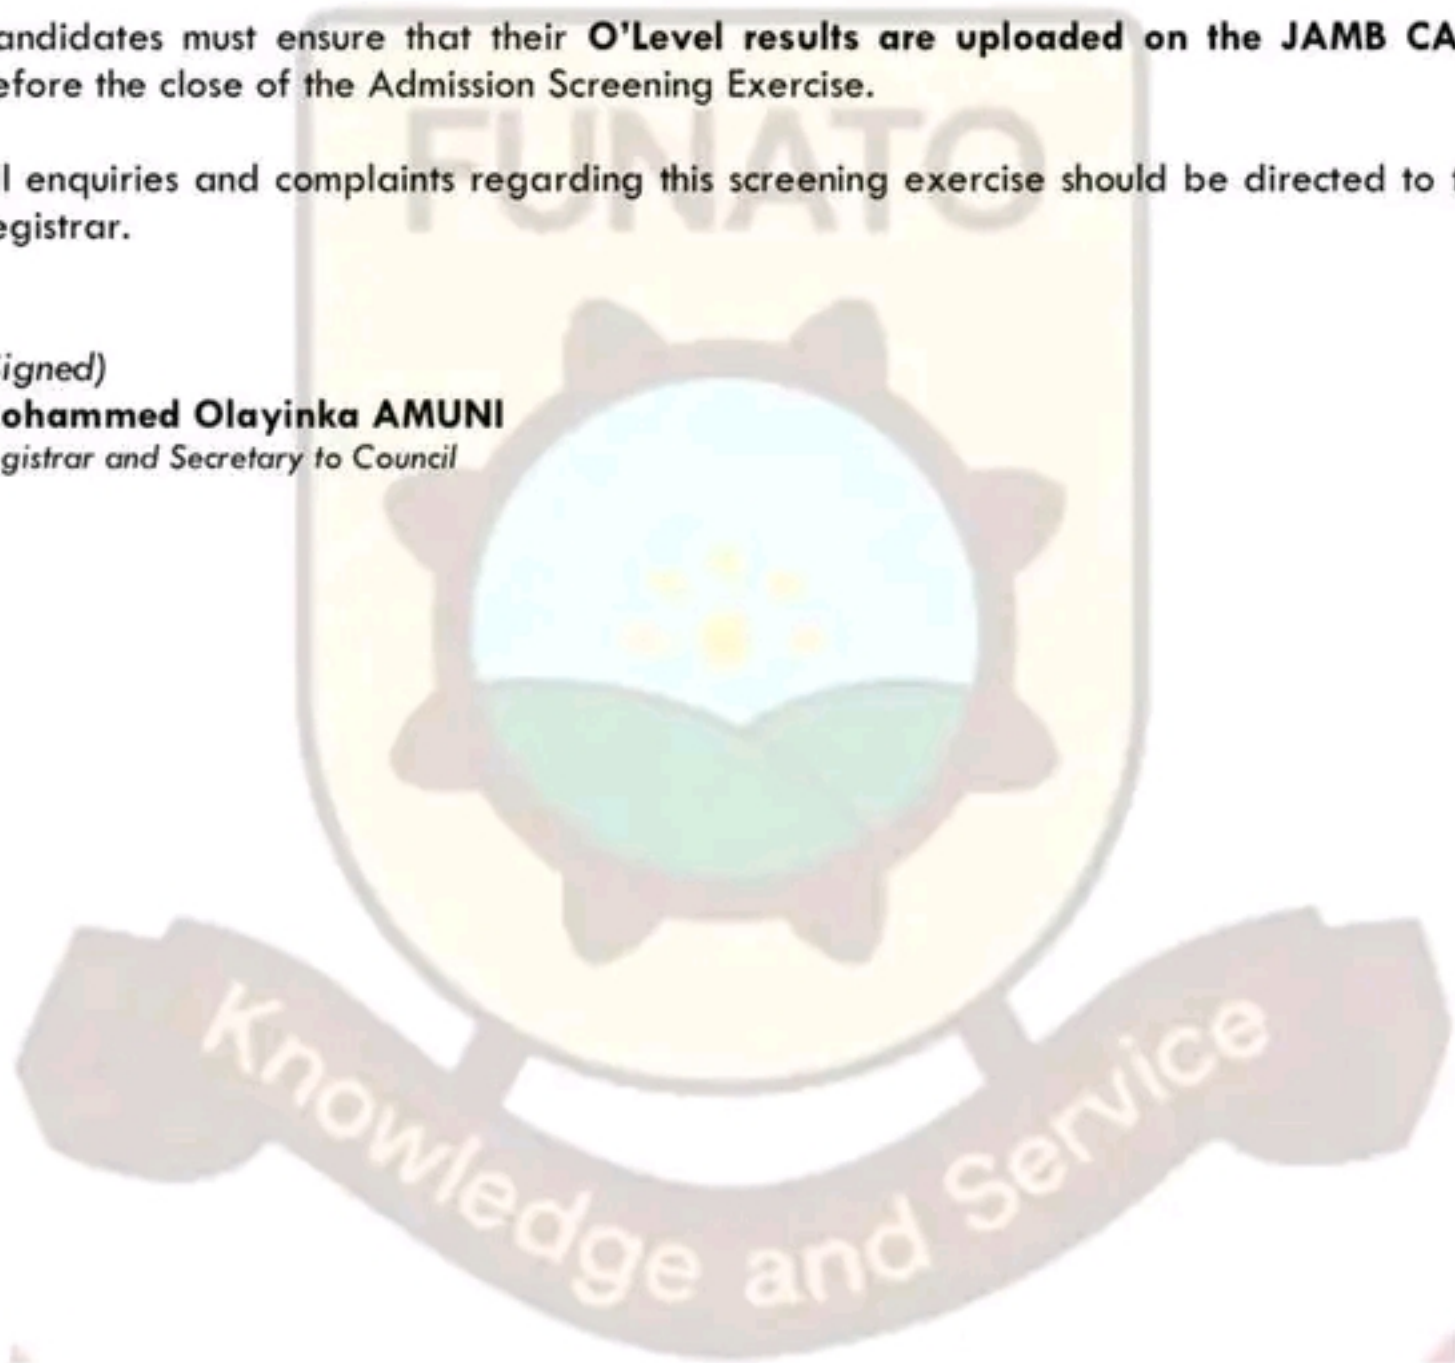 andidates must ensure that their O'Level results are uploaded on the JAMB CA
efore the close of the Admission Screening Exercise.
FUNATO
l enquiries and complaints regarding this screening exercise should be directed to t
egistrar.
igned)
ohammed Olayinka AMUNI
gistrar and Secretary to Council
Knowledge and Service